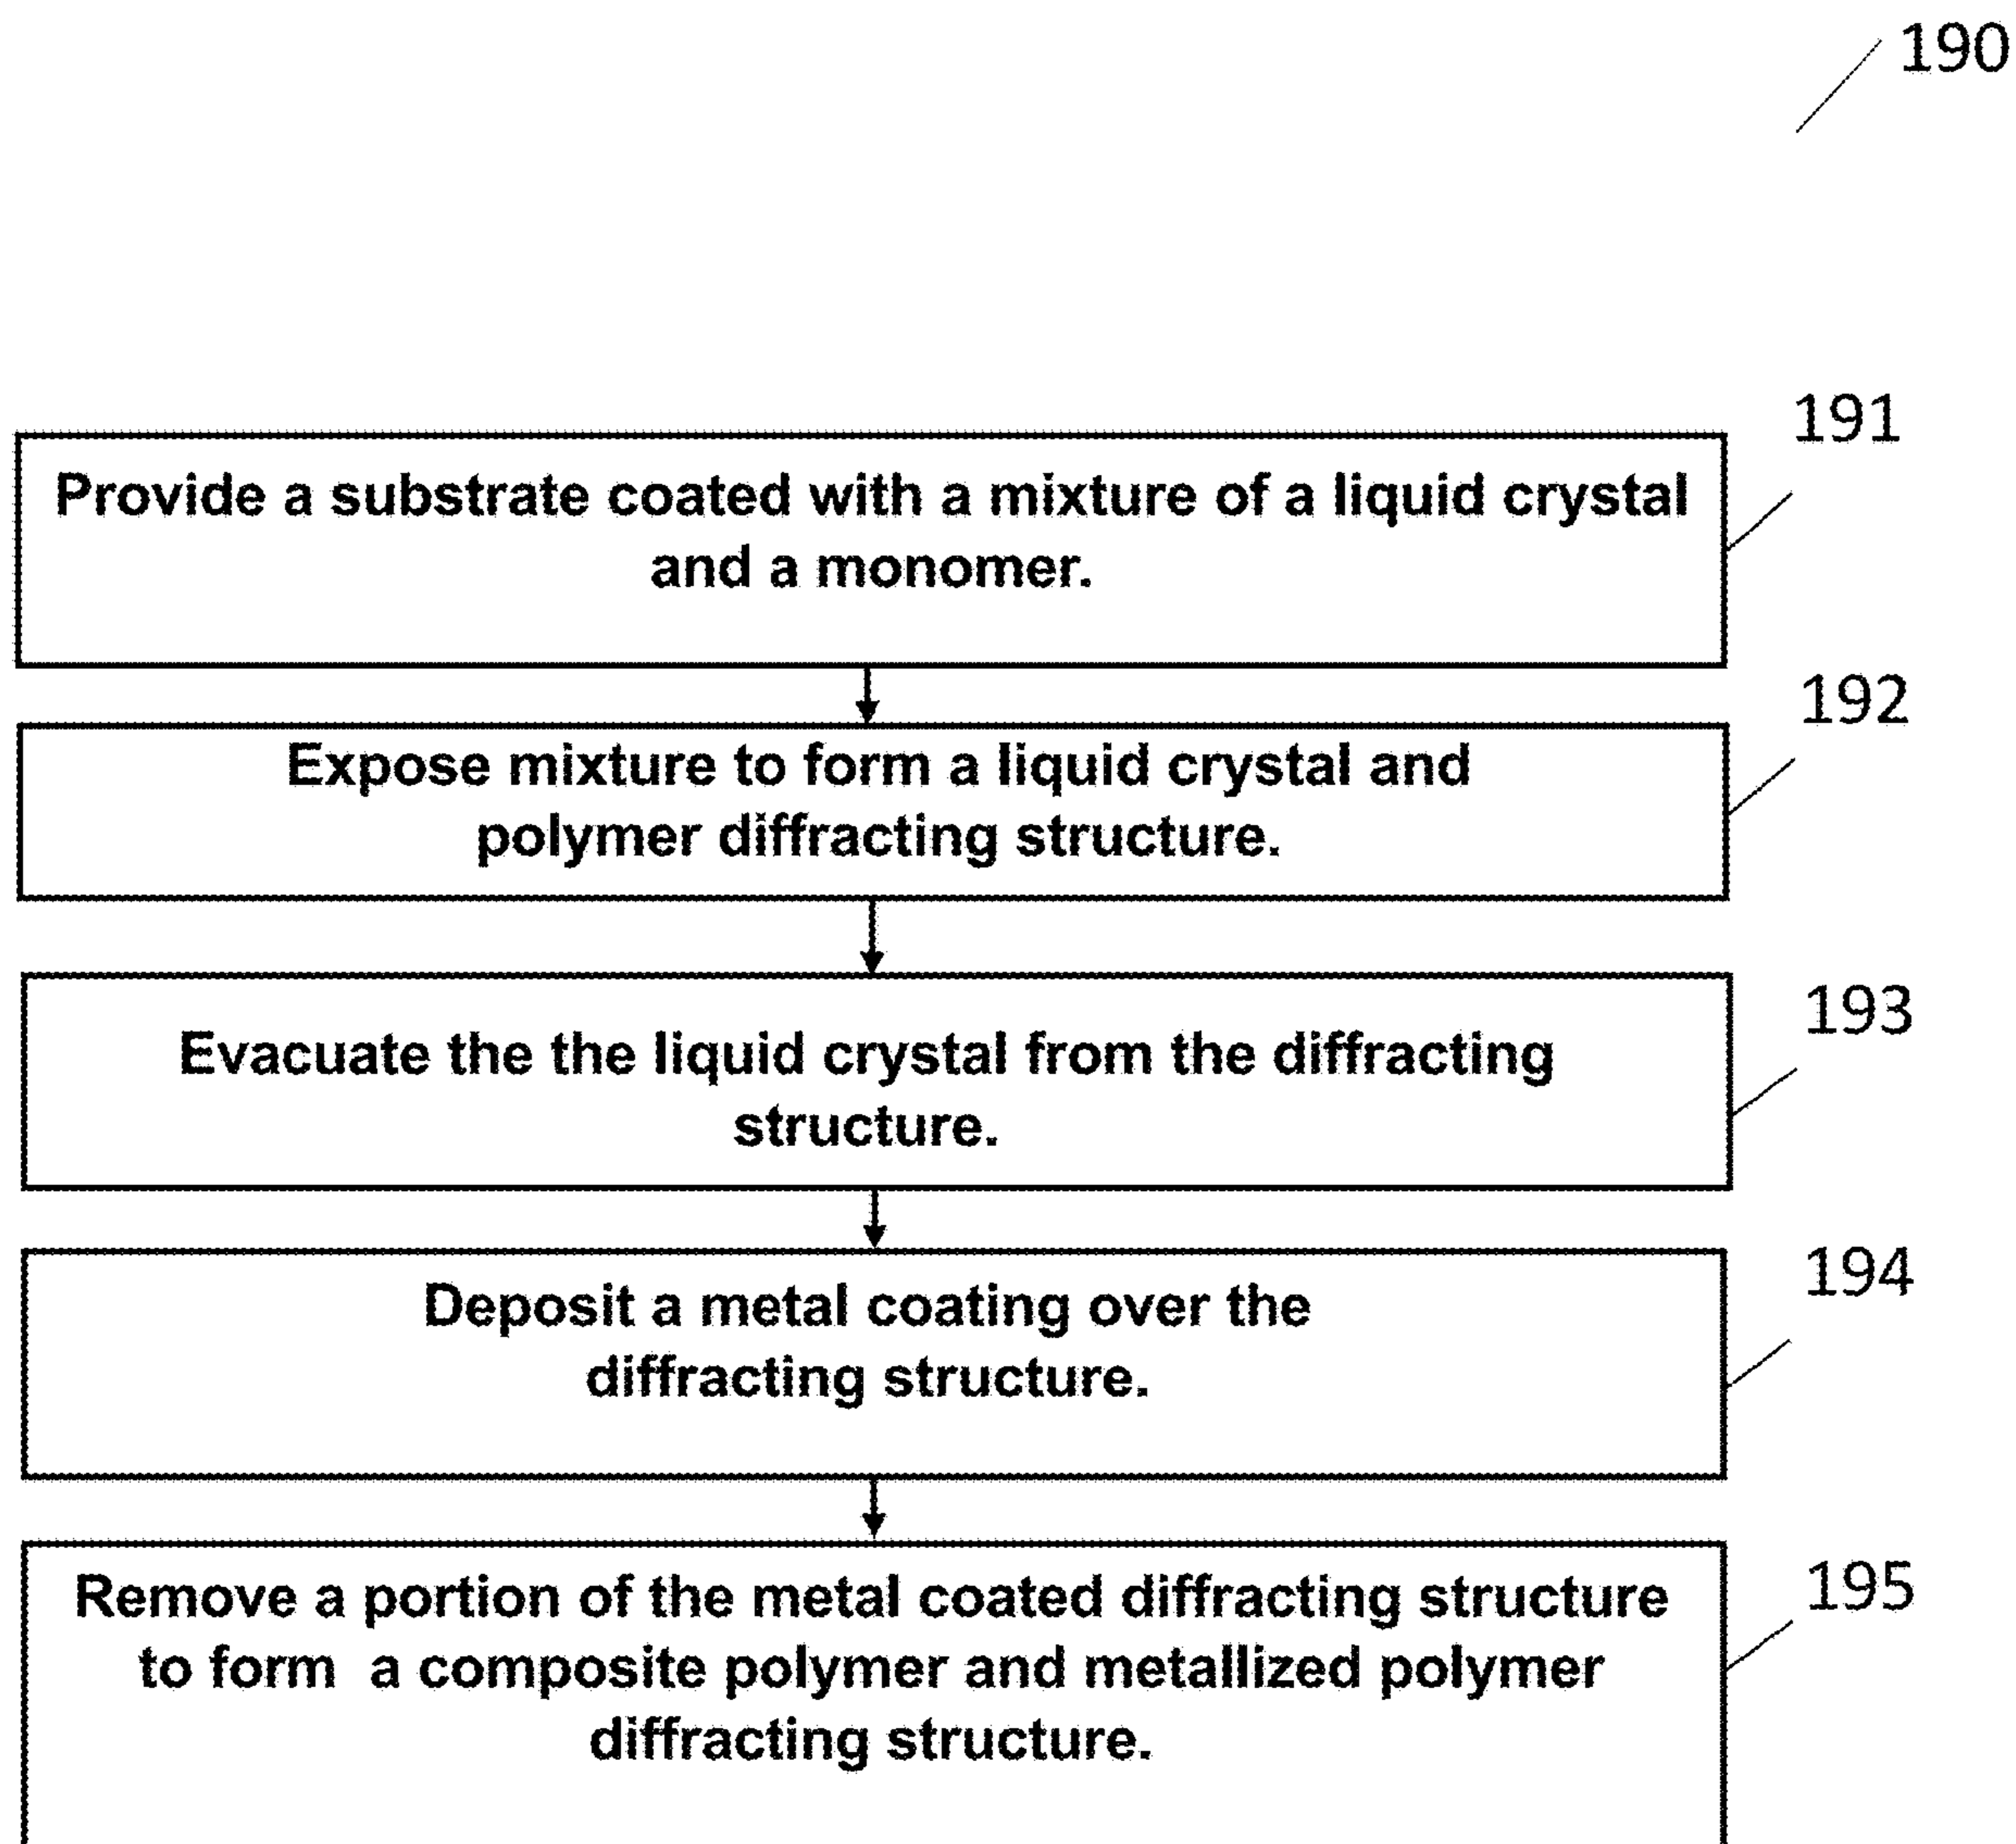 190
191
Provide a substrate coated with a mixture of a liquid crystal
and a monomer.
192
Expose mixture to form a liquid crystal and
polymer diffracting structure.
193
Evacuate the the liquid crystal from the diffracting
structure.
194
Deposit a metal coating over the
diffracting structure.
195
Remove a portion of the metal coated diffracting structure
to form  a composite polymer and metallized polymer
diffracting structure.